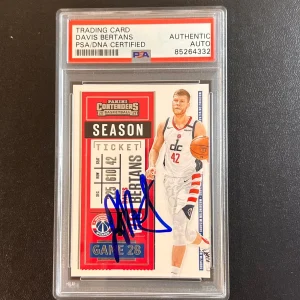 TRADING CARD
DAVIS BERTANS
PSA/DNA CERTIFIED
AUTHENTIC
AUTO
85264332
PSA
PANINI
CONTENDERS
SEASON
TICKET
BERTANS
GAME 28
dc
42